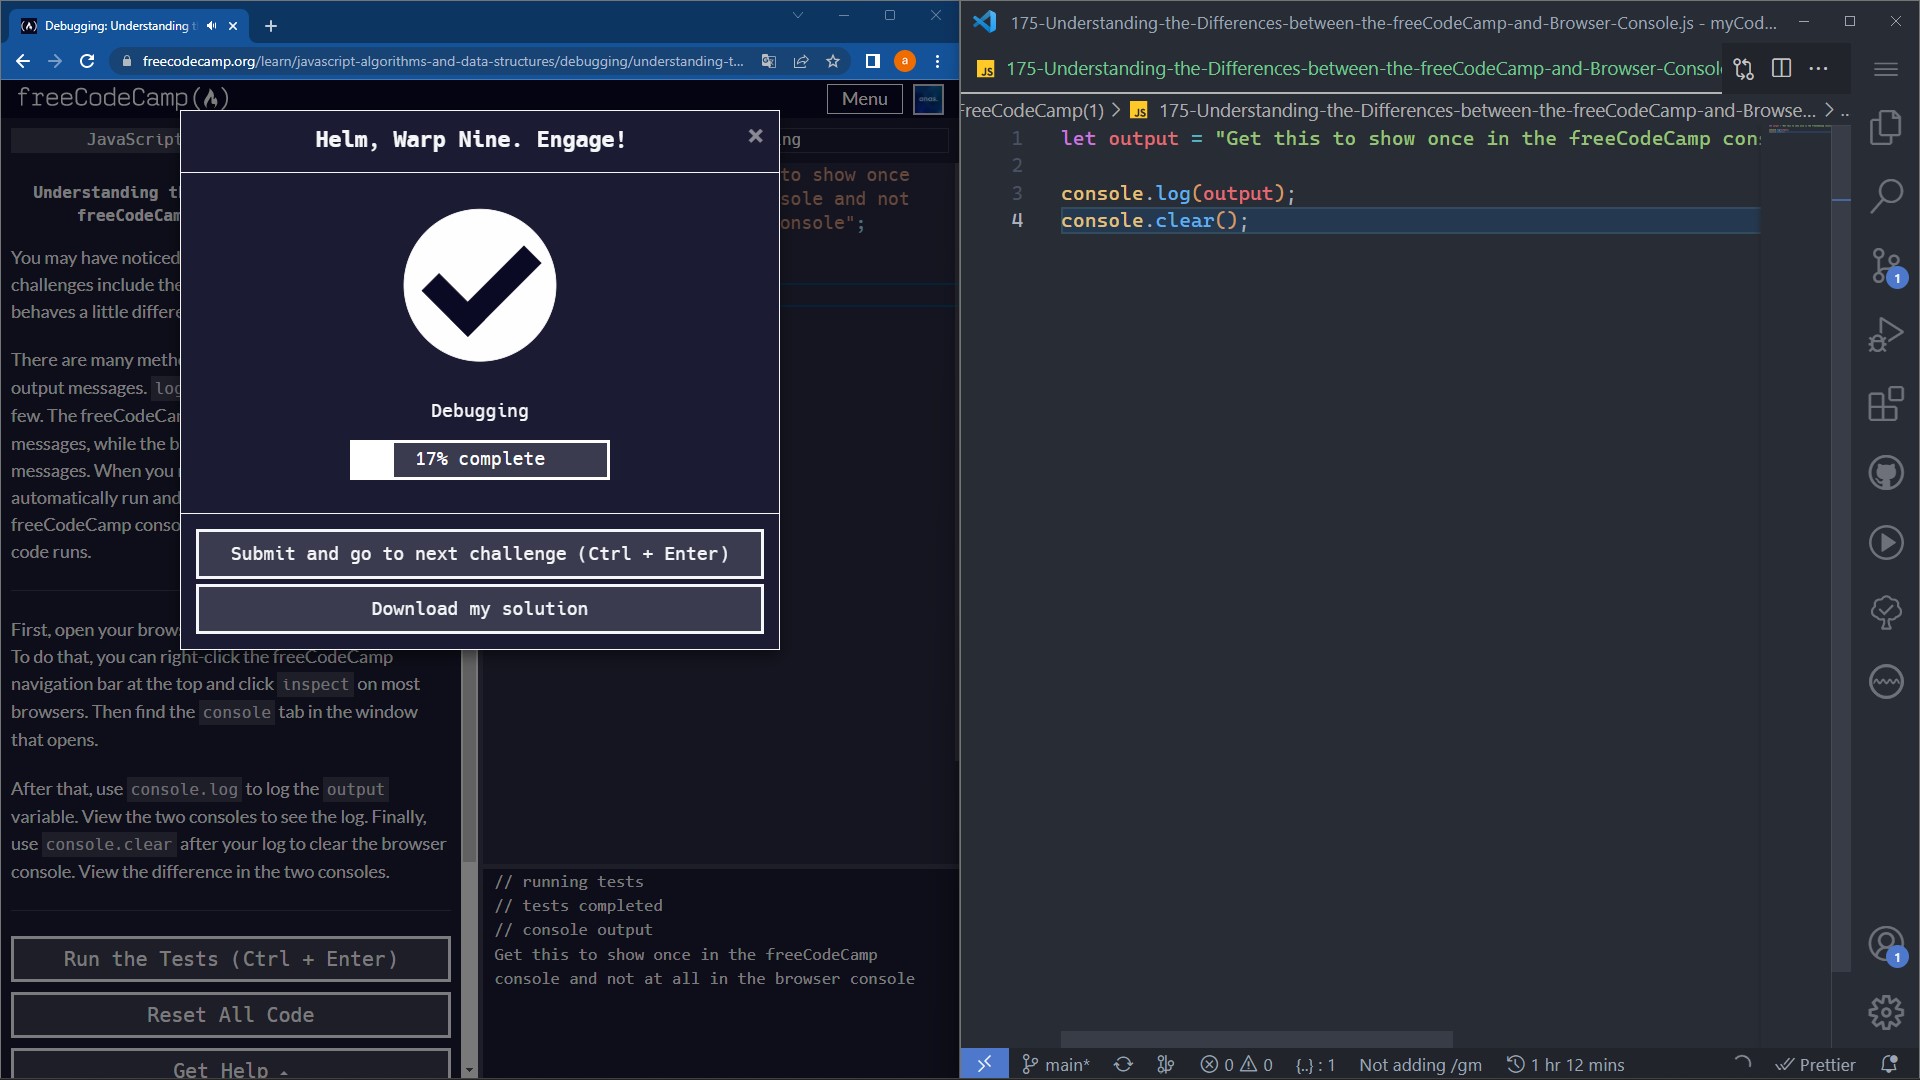 Debugging: Understanding t
freecodecamp.org/learn/javascript-algorithms-and-data-structures/debugging/understanding-t...
a
freeCodeCamp
Menu
anas.
JavaScript
ng
Understanding t
freeCodeCam
You may have noticed
challenges include the
behaves a little differe
There are many meth
output messages. log
few. The freeCodeCa
messages, while the b
messages. When you
automatically run and
freeCodeCamp conso
code runs.
First, open your brow
To do that, you can right-click the freeCodeCamp
navigation bar at the top and click inspect on most
browsers. Then find the console tab in the window
that opens.
After that, use console.log to log the output
variable. View the two consoles to see the log. Finally,
use console.clear after your log to clear the browser
console. View the difference in the two consoles.
Run the Tests (Ctrl + Enter)
Reset All Code
Get Help
to show once
sole and not
onsole";
Helm, Warp Nine. Engage!
Debugging
17% complete
Submit and go to next challenge (Ctrl + Enter)
Download my solution
// running tests
// tests completed
// console output
Get this to show once in the freeCodeCamp
console and not at all in the browser console
175-Understanding-the-Differences-between-the-freeCodeCamp-and-Browser-Console.js - myCod...
JS 175-Understanding-the-Differences-between-the-freeCodeCamp-and-Browser-Consol
FreeCodeCamp(1) > JS 175-Understanding-the-Differences-between-the-freeCodeCamp-and-Browse... > ..
1 let output = "Get this to show once in the freeCodeCamp con
2
3 console.log(output);
4 console.clear();
1
1
main* 0 0 {..} : 1 Not adding /gm 1 hr 12 mins Prettier